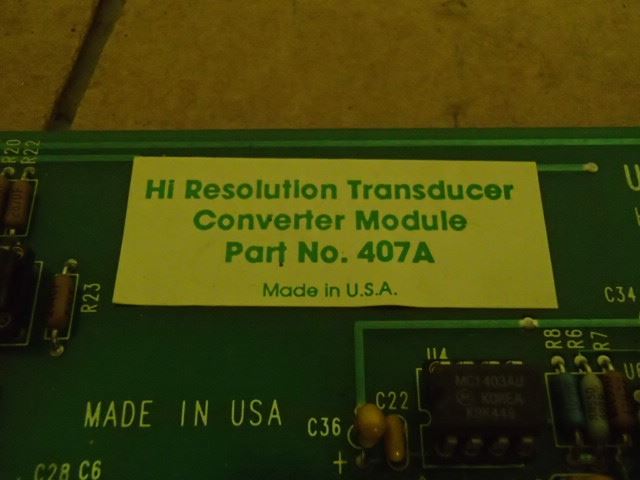 R20
R22
Hi Resolution Transducer
Converter Module
Part No. 407A
Made in U.S.A.
R23
C34
U4
R8
R6
R7
MC1403AU
KOREA
MADE IN USA
C36
C22
+
C28 C6